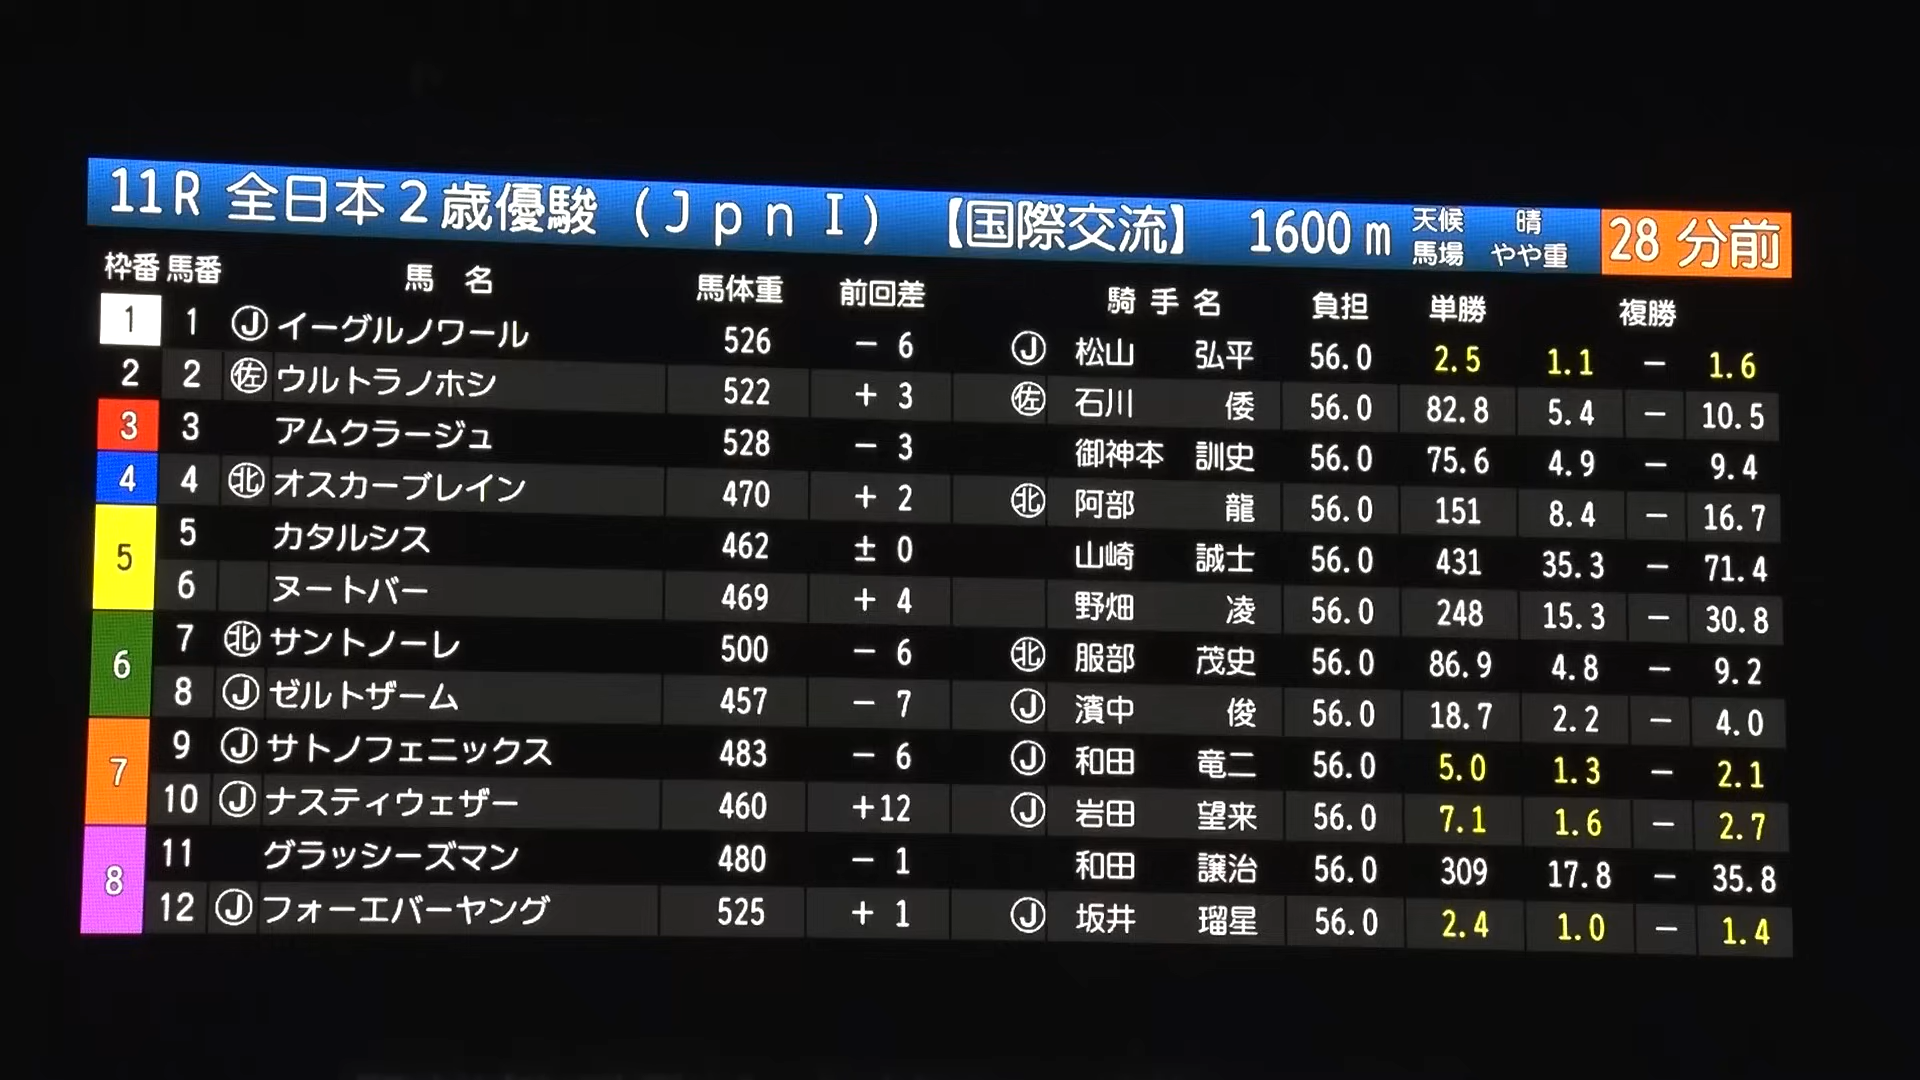 11R 全日本2歳優駿（JpnⅠ）【国際交流】 1600m 天候 晴 馬場 やや重 28分前
枠番 馬番 馬名 馬体重 前回差 騎手名 負担 単勝 複勝
1 1 Ⓙ イーグルノワール 526 － 6 Ⓙ 松山 弘平 56.0 2.5 1.1 － 1.6
2 2 ㊛ウルトラノホシ 522 ＋ 3 佐 石川 倭 56.0 82.8 5.4 － 10.5
3 3 アムクラージュ 528 － 3 御神本 訓史 56.0 75.6 4.9 － 9.4
4 4 北 オスカーブレイン 470 ＋ 2 北 阿部 龍 56.0 151 8.4 － 16.7
5 5 カタルシス 462 ± 0 山崎 誠士 56.0 431 35.3 － 71.4
6 ヌートバー 469 ＋ 4 野畑 凌 56.0 248 15.3 － 30.8
6 7 北 サントノーレ 500 － 6 北 服部 茂史 56.0 86.9 4.8 － 9.2
8 Ⓙ ゼルトザーム 457 － 7 Ⓙ 濱中 俊 56.0 18.7 2.2 － 4.0
7 9 Ⓙ サトノフェニックス 483 － 6 Ⓙ 和田 竜二 56.0 5.0 1.3 － 2.1
10 Ⓙ ナスティウェザー 460 ＋12 Ⓙ 岩田 望来 56.0 7.1 1.6 － 2.7
8 11 グラッシーズマン 480 － 1 和田 譲治 56.0 309 17.8 － 35.8
12 Ⓙ フォーエバーヤング 525 ＋ 1 Ⓙ 坂井 瑠星 56.0 2.4 1.0 － 1.4